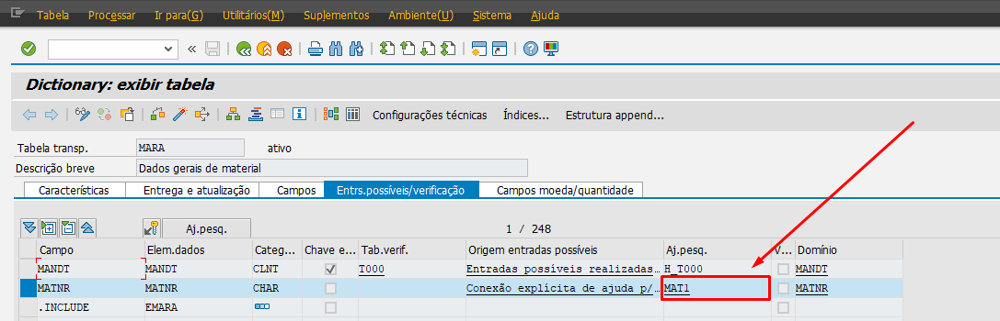 Tabela Processar Ir para(G) Utilitários(M) Suplementos Ambiente(U) Sistema Ajuda
Dictionary: exibir tabela
Configurações técnicas Índices... Estrutura append...
Tabela transp. MARA ativo
Descrição breve Dados gerais de material
Características Entrega e atualização Campos Entrs.possíveis/verificação Campos moeda/quantidade
Aj.pesq. 1 / 248
Campo Elem.dados Categ... Chave e... Tab.verif. Origem entradas possíveis Aj.pesq. V... Domínio
MANDT MANDT CLNT T000 Entradas possíveis realizadas... H_T000 MANDT
MATNR MATNR CHAR Conexão explícita de ajuda p/... MAT1 MATNR
.INCLUDE EMARA